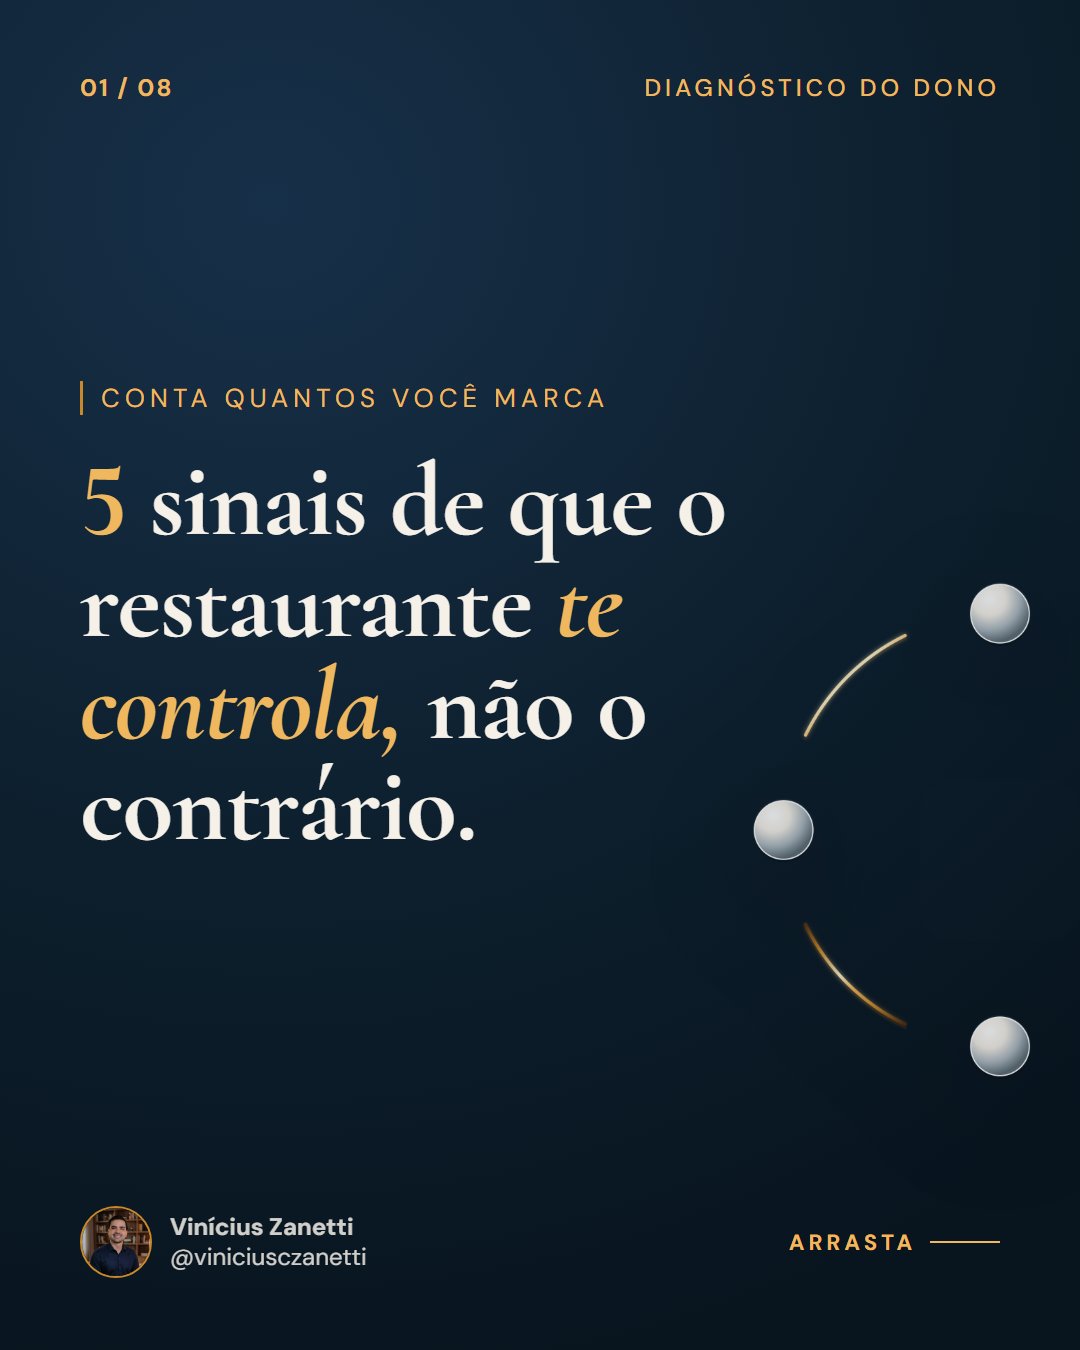 01 / 08
DIAGNÓSTICO DO DONO
CONTA QUANTOS VOCÊ MARCA
5 sinais de que o
restaurante te
controla, não o
contrário.
Vinícius Zanetti
@viniciusczanetti
ARRASTA